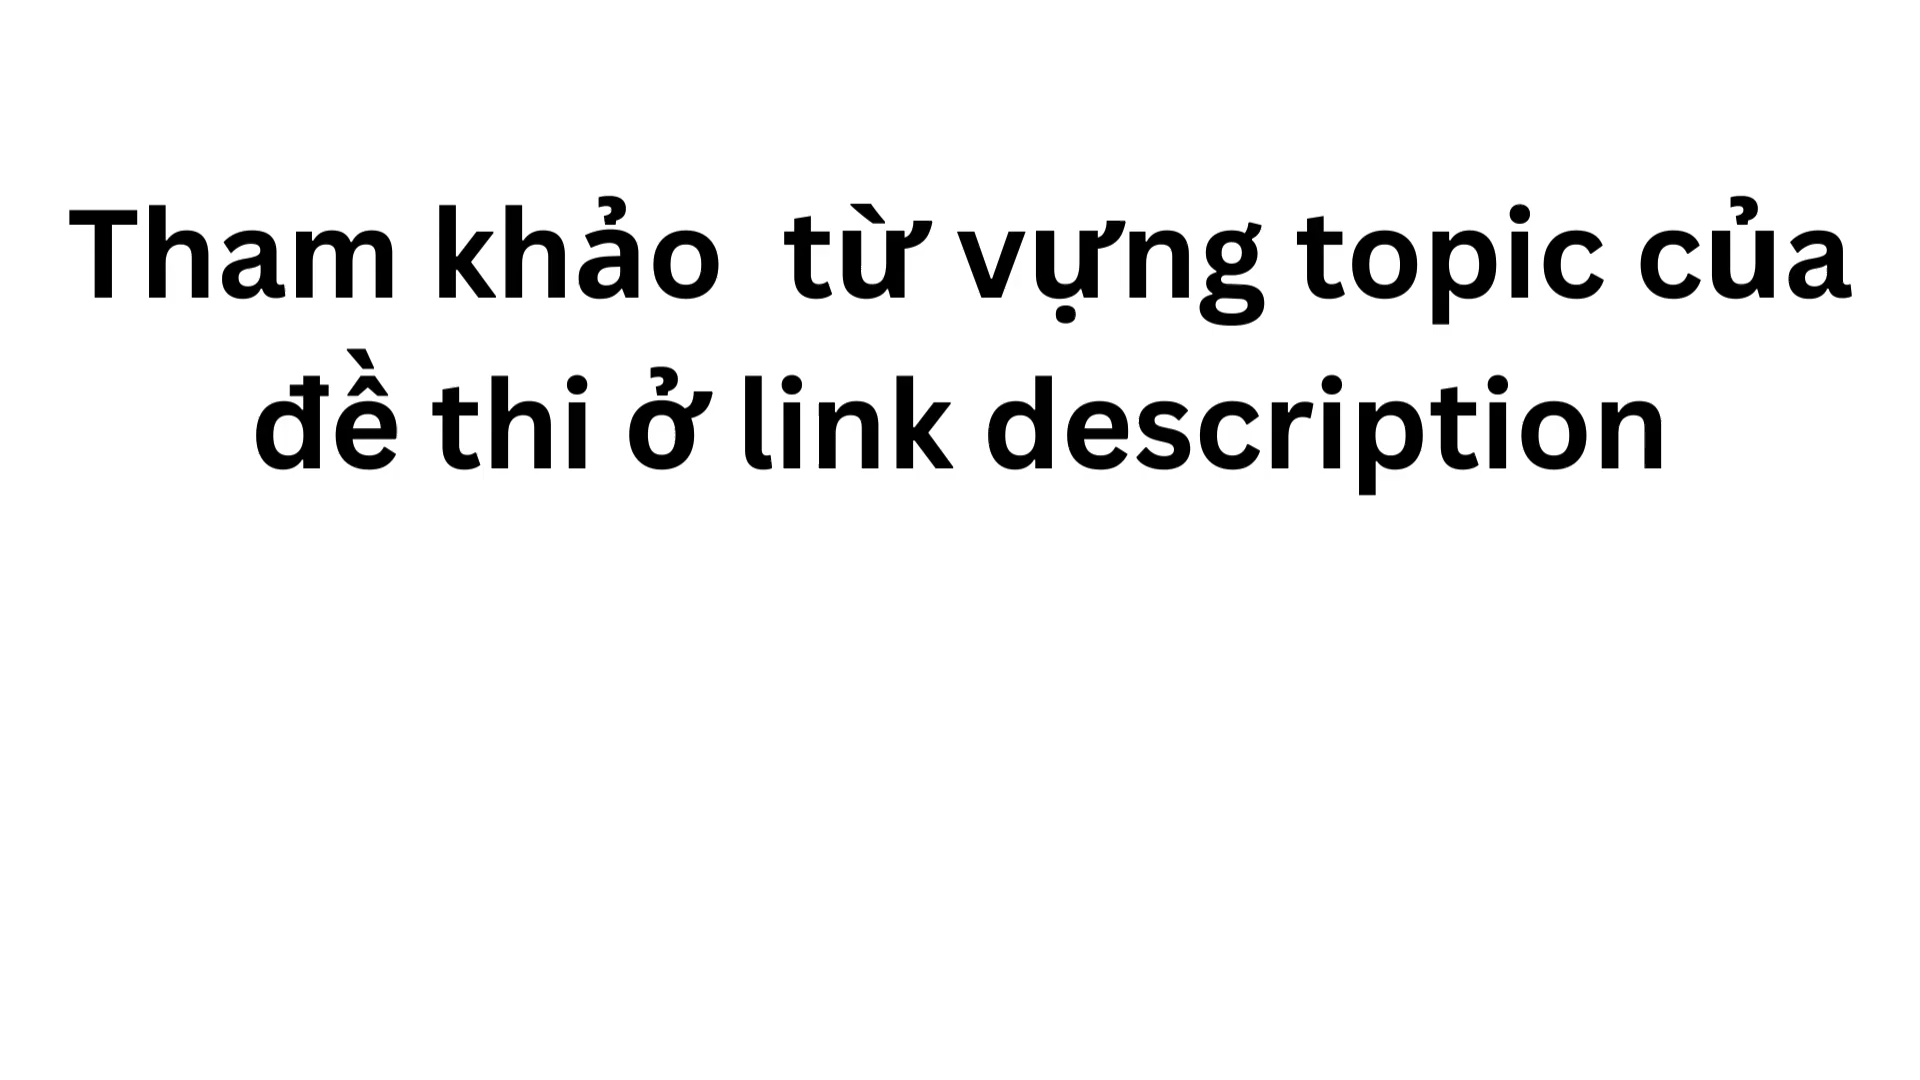 Tham khảo  từ vựng topic của
đề thi ở link description